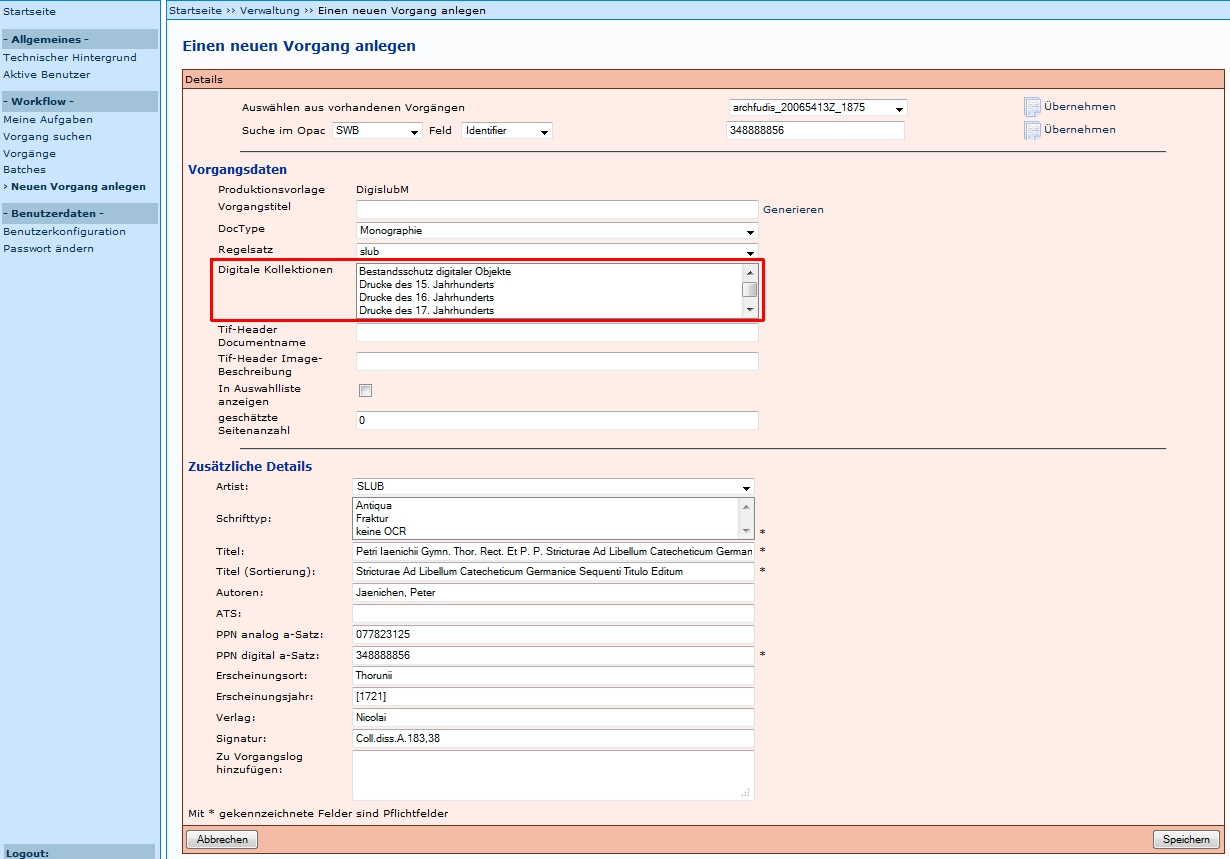 Startseite
- Allgemeines -
Technischer Hintergrund
Aktive Benutzer
- Workflow -
Meine Aufgaben
Vorgang suchen
Vorgänge
Batches
› Neuen Vorgang anlegen
- Benutzerdaten -
Benutzerkonfiguration
Passwort ändern
Logout:
Startseite ›› Verwaltung ›› Einen neuen Vorgang anlegen
Einen neuen Vorgang anlegen
Details
Auswählen aus vorhandenen Vorgängen archfudis_20065413Z_1875 Übernehmen
Suche im Opac SWB Feld Identifier 348888856 Übernehmen
Vorgangsdaten
Produktionsvorlage DigislubM
Vorgangstitel Generieren
DocType Monographie
Regelsatz slub
Digitale Kollektionen Bestandsschutz digitaler Objekte
Drucke des 15. Jahrhunderts
Drucke des 16. Jahrhunderts
Drucke des 17. Jahrhunderts
Tif-Header
Documentname
Tif-Header Image-
Beschreibung
In Auswahlliste
anzeigen
geschätzte
Seitenanzahl 0
Zusätzliche Details
Artist: SLUB
Schrifttyp: Antiqua
Fraktur
keine OCR *
Titel: Petri Iaenichii Gymn. Thor. Rect. Et P. P. Stricturae Ad Libellum Catecheticum German *
Titel (Sortierung): Stricturae Ad Libellum Catecheticum Germanice Sequenti Titulo Editum *
Autoren: Jaenichen, Peter
ATS:
PPN analog a-Satz: 077823125
PPN digital a-Satz: 348888856 *
Erscheinungsort: Thorunii
Erscheinungsjahr: [1721]
Verlag: Nicolai
Signatur: Coll.diss.A.183,38
Zu Vorgangslog
hinzufügen:
Mit * gekennzeichnete Felder sind Pflichtfelder
Abbrechen Speichern